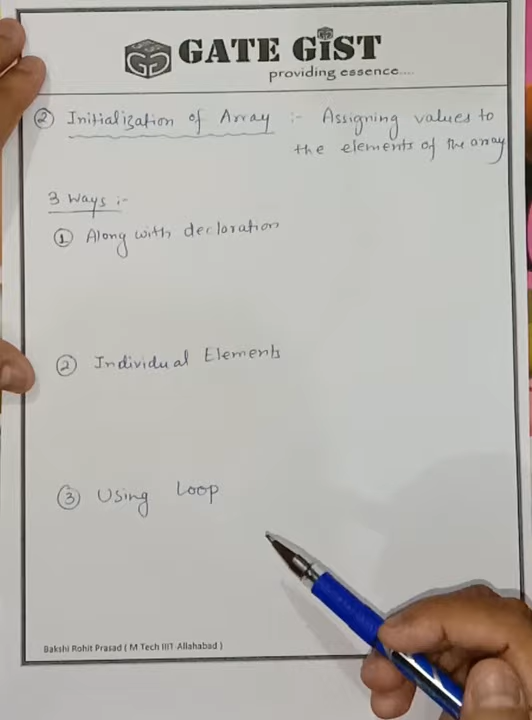 GATE GiST
providing essence....
② Initialization of Array :- Assigning values to
the elements of the array
3 Ways :-
① Along with declaration
② Individual Elements
③ Using Loop
Bakshi Rohit Prasad ( M Tech IIIT-Allahabad )